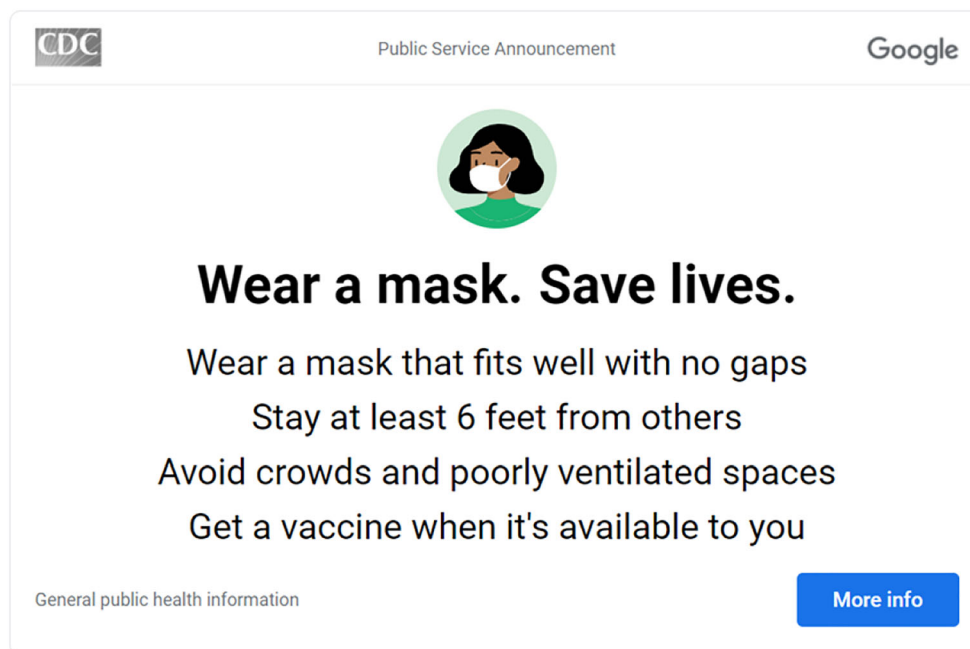 CDC
Public Service Announcement
Google
Wear a mask. Save lives.
Wear a mask that fits well with no gaps
Stay at least 6 feet from others
Avoid crowds and poorly ventilated spaces
Get a vaccine when it's available to you
General public health information
More info